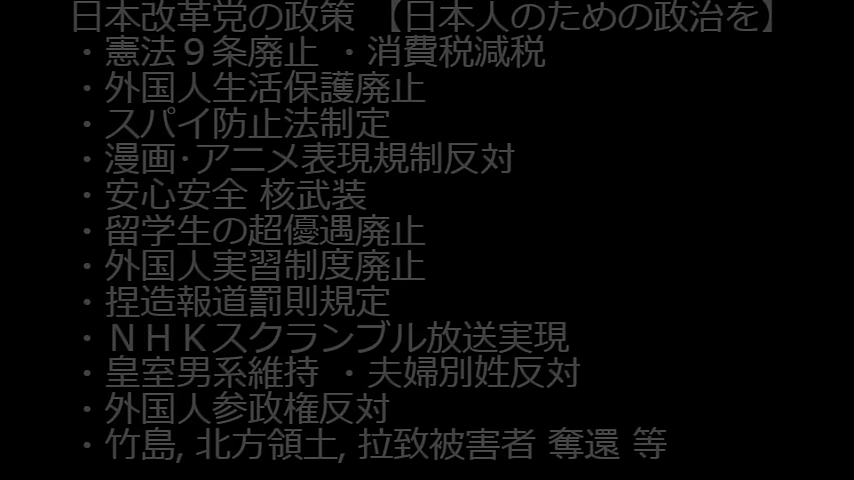 日本改革党の政策 【日本人のための政治を】
・憲法９条廃止 ・消費税減税
・外国人生活保護廃止
・スパイ防止法制定
・漫画･アニメ表現規制反対
・安心安全 核武装
・留学生の超優遇廃止
・外国人実習制度廃止
・捏造報道罰則規定
・ＮＨＫスクランブル放送実現
・皇室男系維持 ・夫婦別姓反対
・外国人参政権反対
・竹島, 北方領土, 拉致被害者 奪還 等